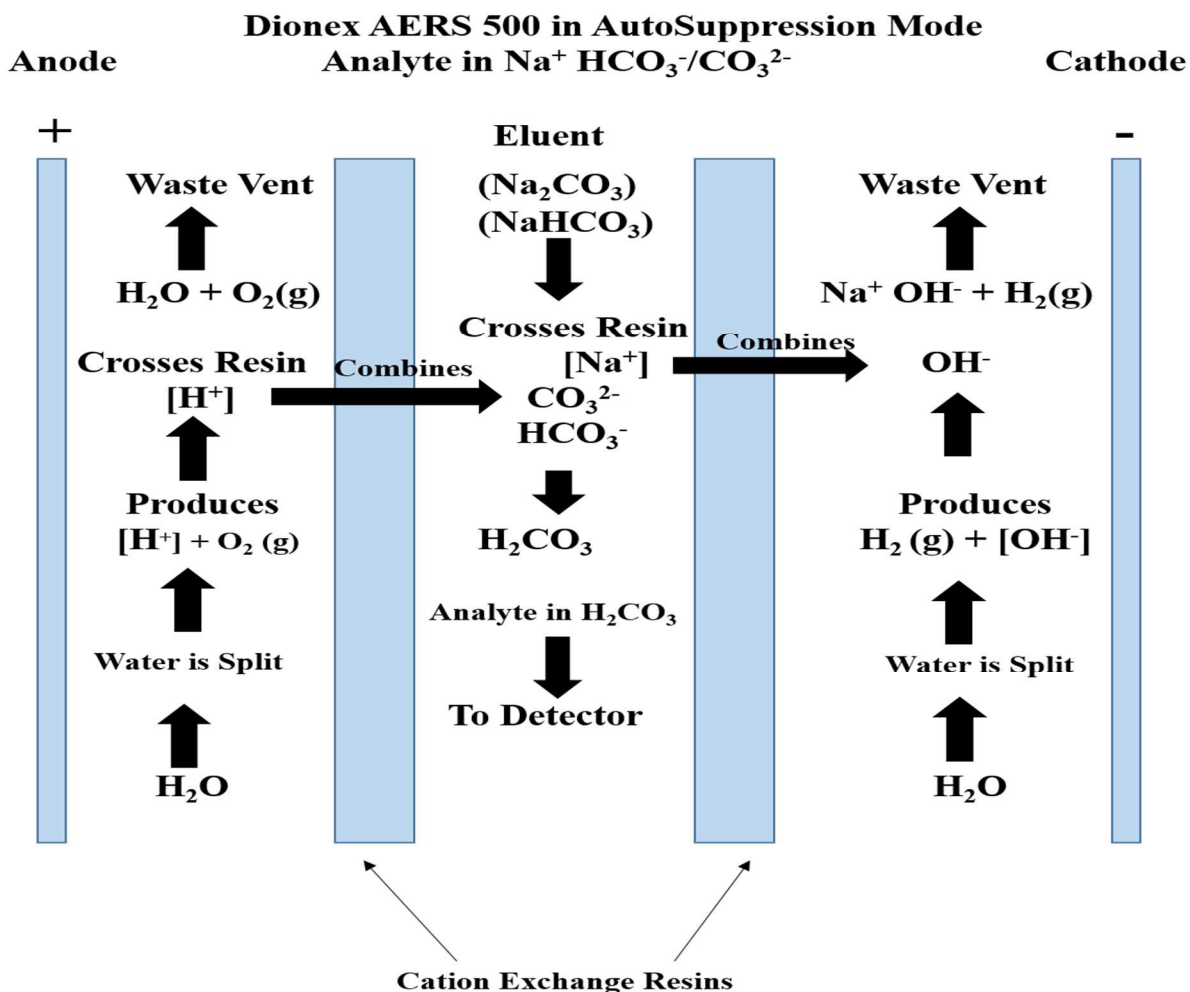 Dionex AERS 500 in AutoSuppression Mode
Anode
Analyte in Na⁺ HCO₃⁻/CO₃²⁻
Cathode
+
-
Waste Vent
H₂O + O₂(g)
Crosses Resin
[H⁺]
Produces
[H⁺] + O₂ (g)
Water is Split
H₂O
Combines
Eluent
(Na₂CO₃)
(NaHCO₃)
Crosses Resin
[Na⁺]
CO₃²⁻
HCO₃⁻
H₂CO₃
Analyte in H₂CO₃
To Detector
Combines
Waste Vent
Na⁺ OH⁻ + H₂(g)
OH⁻
Produces
H₂ (g) + [OH⁻]
Water is Split
H₂O
Cation Exchange Resins